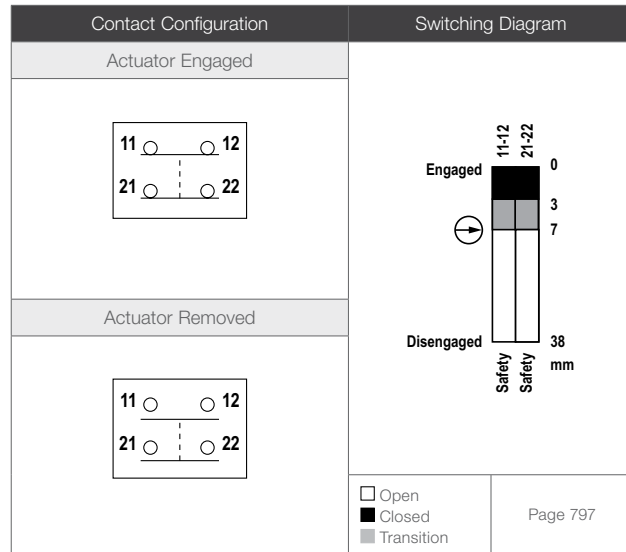 Contact Configuration
Switching Diagram
Actuator Engaged
11 12
21 22
Actuator Removed
11 12
21 22
11-12 21-22
Engaged 0
3
7
Disengaged 38
mm
Safety Safety
Open
Closed
Transition
Page 797